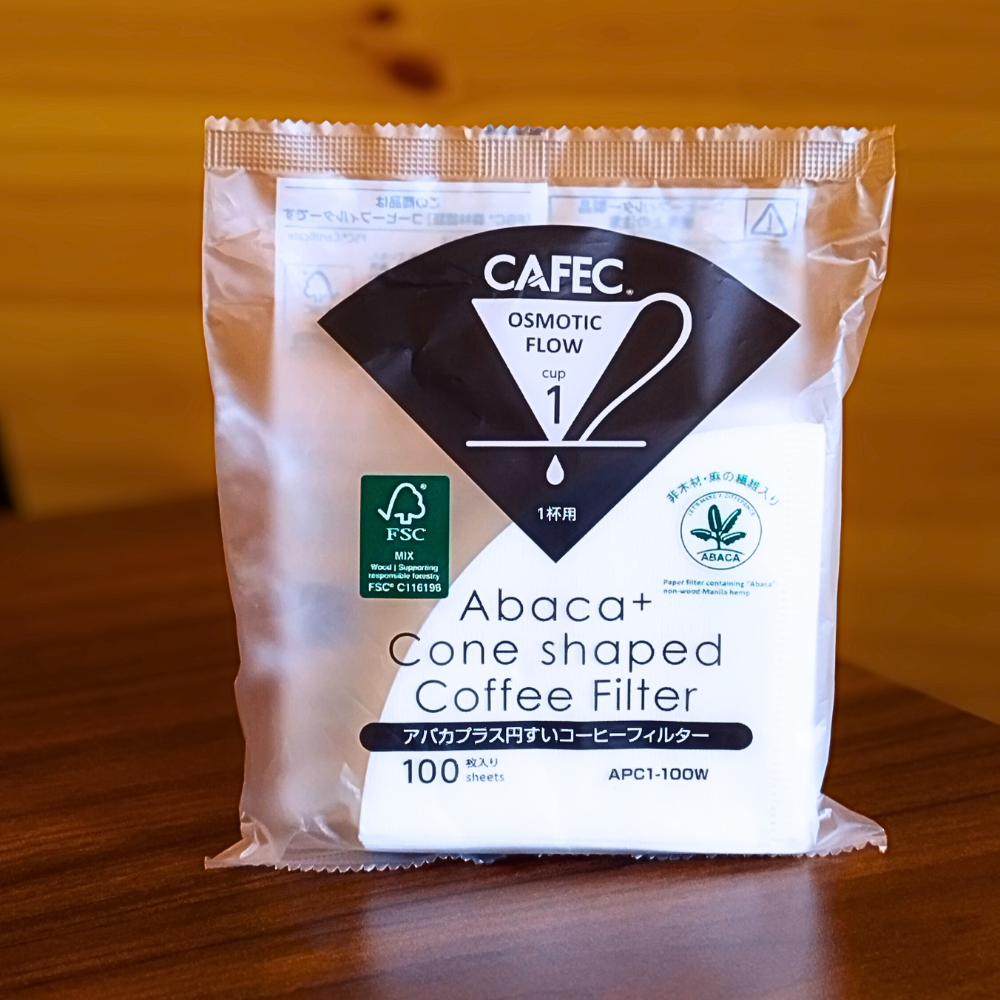 CAFEC®
OSMOTIC
FLOW
cup
1
1杯用
FSC®
MIX
Wood | Supporting
responsible forestry
FSC® C116196
非木材・麻の繊維入り
LET'S MAKE A DIFFERENCE
ABACA
Paper filter containing "Abaca"
non-wood Manila hemp
Abaca+
Cone shaped
Coffee Filter
アバカプラス円すいコーヒーフィルター
100 枚入り
sheets
APC1-100W